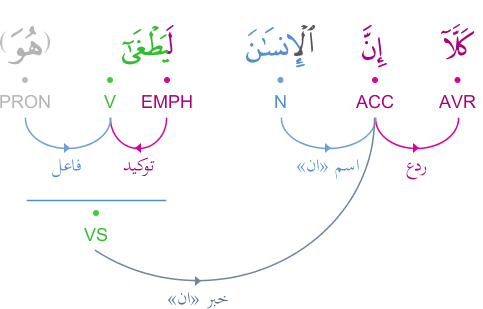 كَلَّآ إِنَّ ٱلْإِنسَـٰنَ لَيَطْغَىٰٓ (هُوَ)
AVR ACC N EMPH V PRON
ردع اسم «ان» توكيد فاعل
VS
خبر «ان»